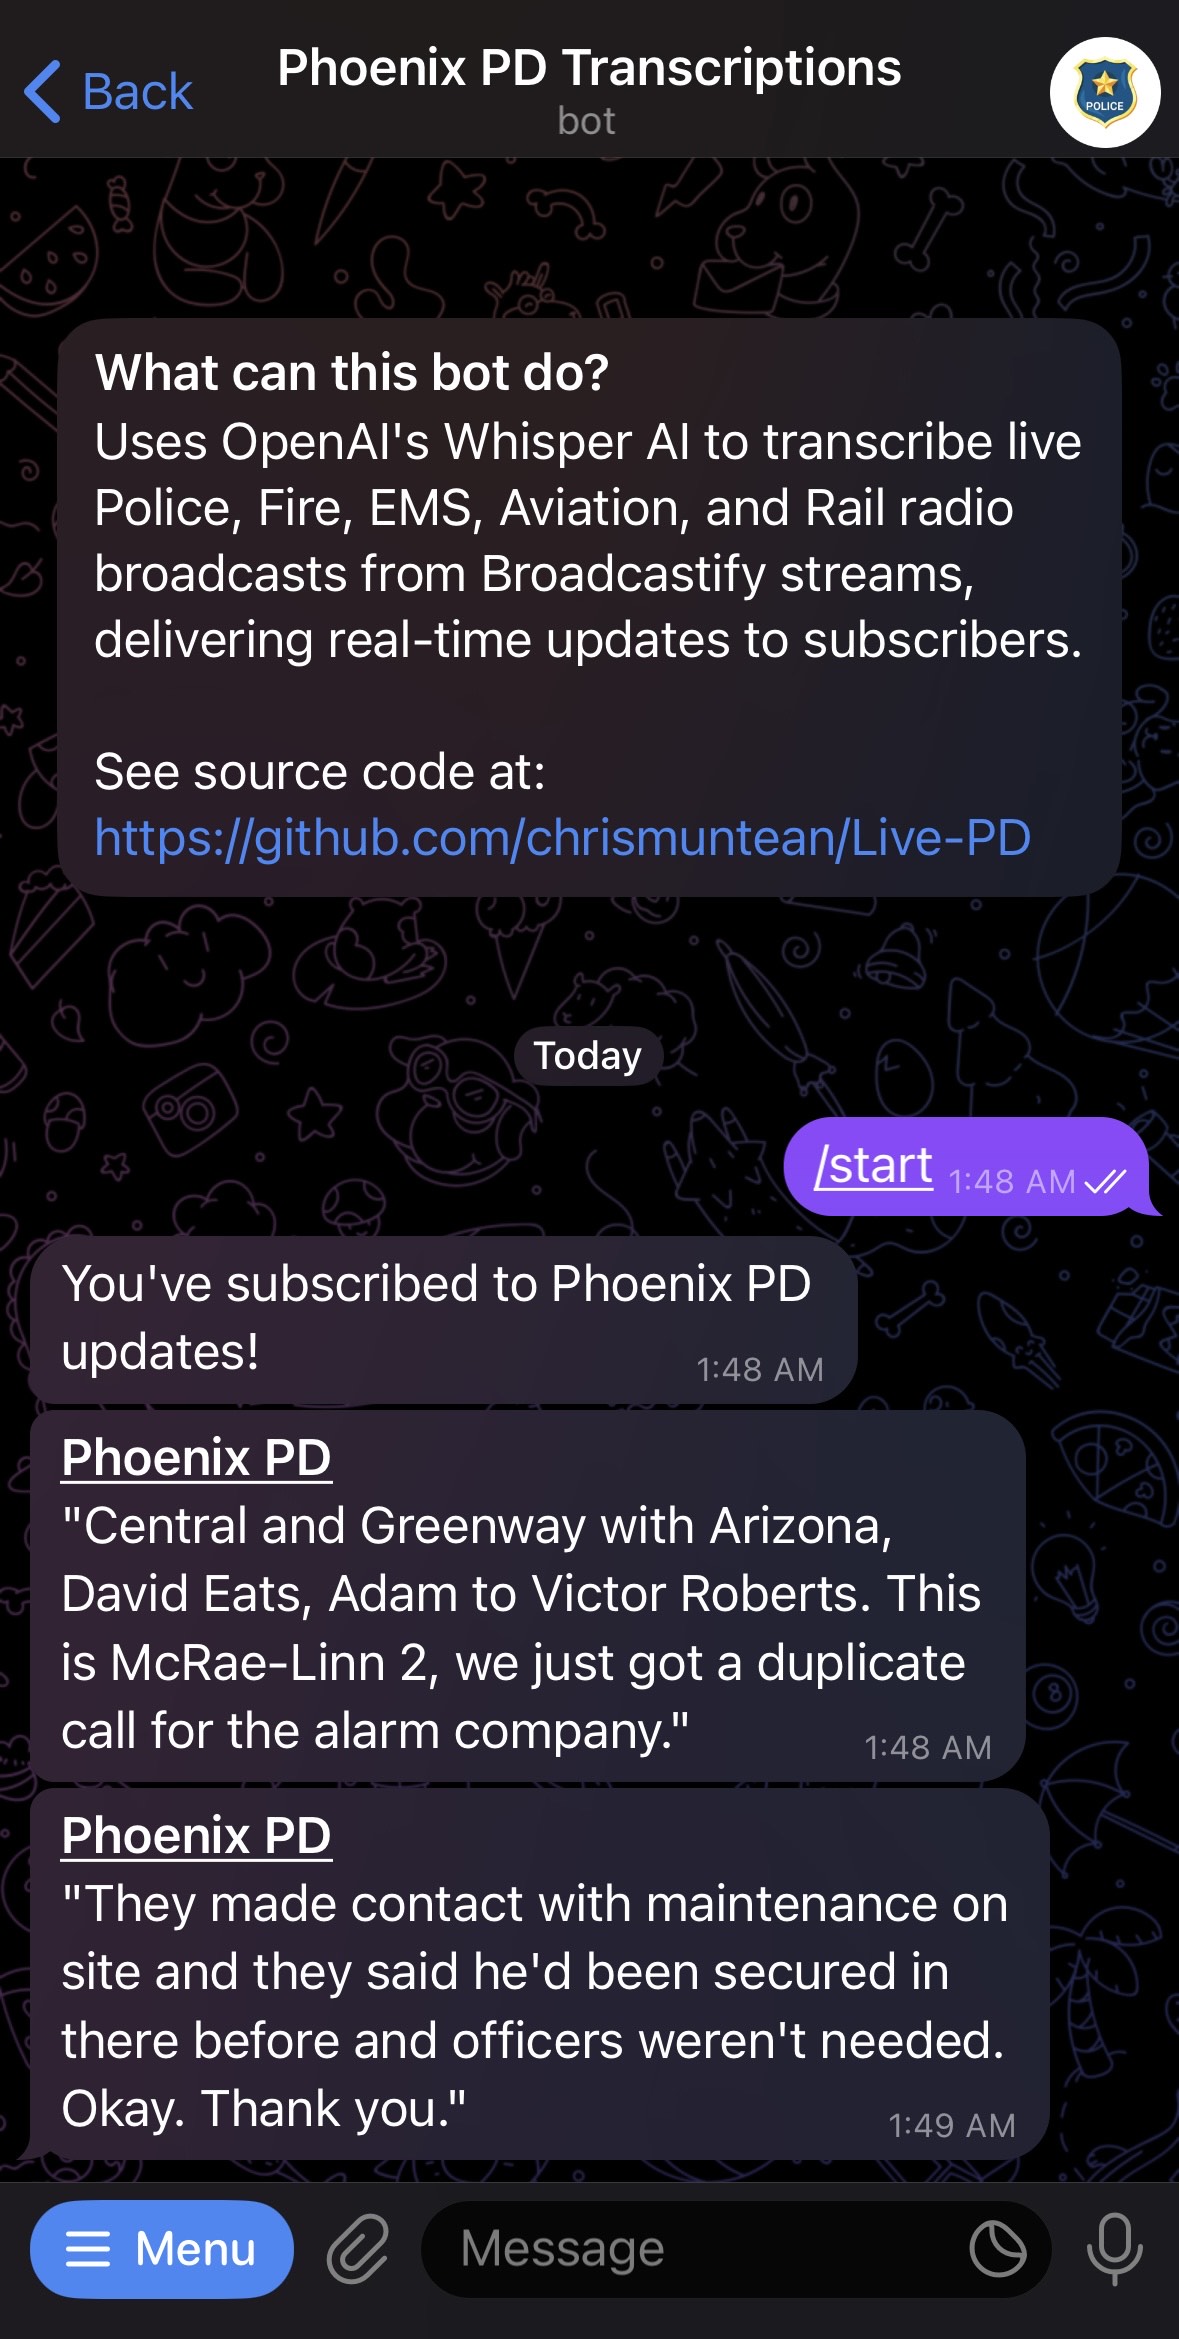 Back
Phoenix PD Transcriptions
bot
POLICE
What can this bot do?
Uses OpenAI's Whisper AI to transcribe live
Police, Fire, EMS, Aviation, and Rail radio
broadcasts from Broadcastify streams,
delivering real-time updates to subscribers.
See source code at:
https://github.com/chrismuntean/Live-PD
Today
/start 1:48 AM
You've subscribed to Phoenix PD
updates! 1:48 AM
Phoenix PD
"Central and Greenway with Arizona,
David Eats, Adam to Victor Roberts. This
is McRae-Linn 2, we just got a duplicate
call for the alarm company." 1:48 AM
Phoenix PD
"They made contact with maintenance on
site and they said he'd been secured in
there before and officers weren't needed.
Okay. Thank you." 1:49 AM
Menu
Message